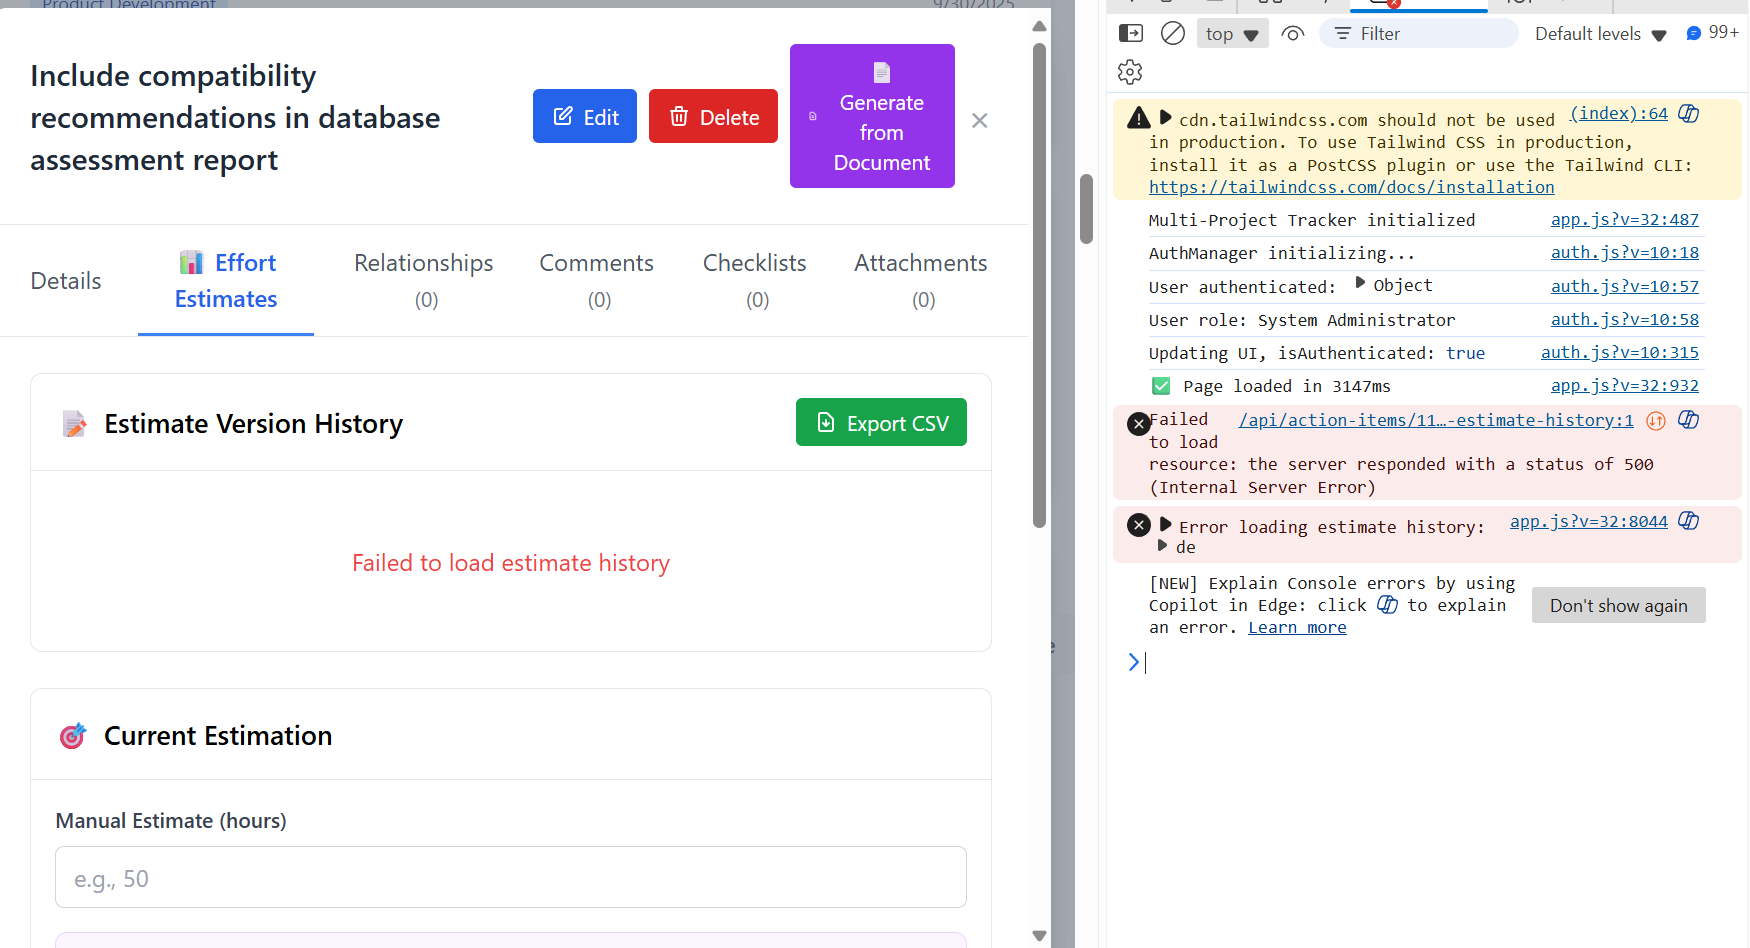 Product Development
9/30/2025
Include compatibility
recommendations in database
assessment report
Edit
Delete
Generate
from
Document
Details
Effort
Estimates
Relationships
(0)
Comments
(0)
Checklists
(0)
Attachments
(0)
Estimate Version History
Export CSV
Failed to load estimate history
Current Estimation
Manual Estimate (hours)
e.g., 50
top
Filter
Default levels
99+
cdn.tailwindcss.com should not be used (index):64
in production. To use Tailwind CSS in production,
install it as a PostCSS plugin or use the Tailwind CLI:
https://tailwindcss.com/docs/installation
Multi-Project Tracker initialized app.js?v=32:487
AuthManager initializing... auth.js?v=10:18
User authenticated: Object auth.js?v=10:57
User role: System Administrator auth.js?v=10:58
Updating UI, isAuthenticated: true auth.js?v=10:315
Page loaded in 3147ms app.js?v=32:932
Failed /api/action-items/11…-estimate-history:1
to load
resource: the server responded with a status of 500
(Internal Server Error)
Error loading estimate history: app.js?v=32:8044
de
[NEW] Explain Console errors by using
Copilot in Edge: click to explain
an error. Learn more
Don't show again